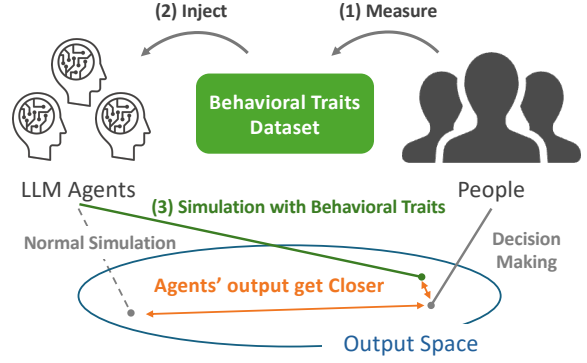 (2) Inject
(1) Measure
Behavioral Traits
Dataset
LLM Agents
People
(3) Simulation with Behavioral Traits
Normal Simulation
Decision
Making
Agents' output get Closer
Output Space